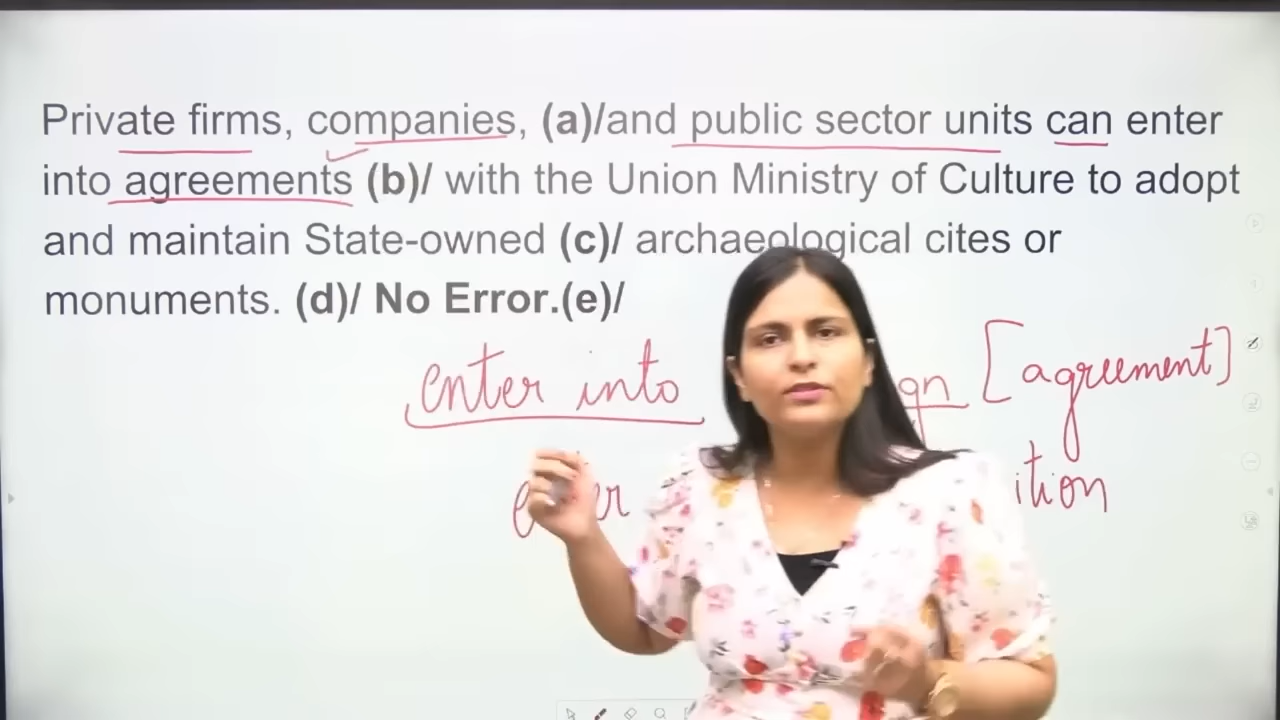 Private firms, companies, (a)/and public sector units can enter
into agreements (b)/ with the Union Ministry of Culture to adopt
and maintain State-owned (c)/ archaeological cites or
monuments. (d)/ No Error.(e)/
enter into [agreement]